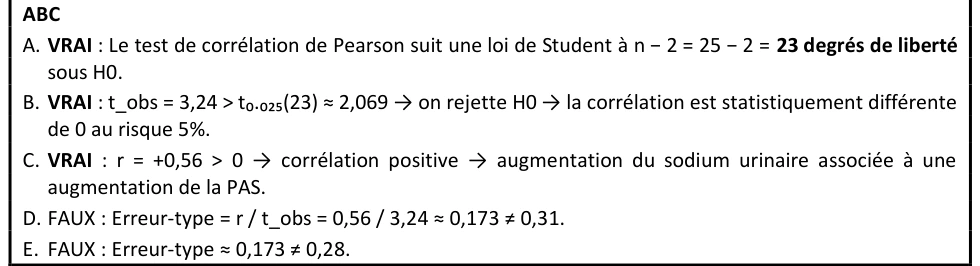 ABC
A. VRAI : Le test de corrélation de Pearson suit une loi de Student à n − 2 = 25 − 2 = 23 degrés de liberté
sous H0.
B. VRAI : t_obs = 3,24 > t₀.₀₂₅(23) ≈ 2,069 → on rejette H0 → la corrélation est statistiquement différente
de 0 au risque 5%.
C. VRAI : r = +0,56 > 0 → corrélation positive → augmentation du sodium urinaire associée à une
augmentation de la PAS.
D. FAUX : Erreur-type = r / t_obs = 0,56 / 3,24 ≈ 0,173 ≠ 0,31.
E. FAUX : Erreur-type ≈ 0,173 ≠ 0,28.